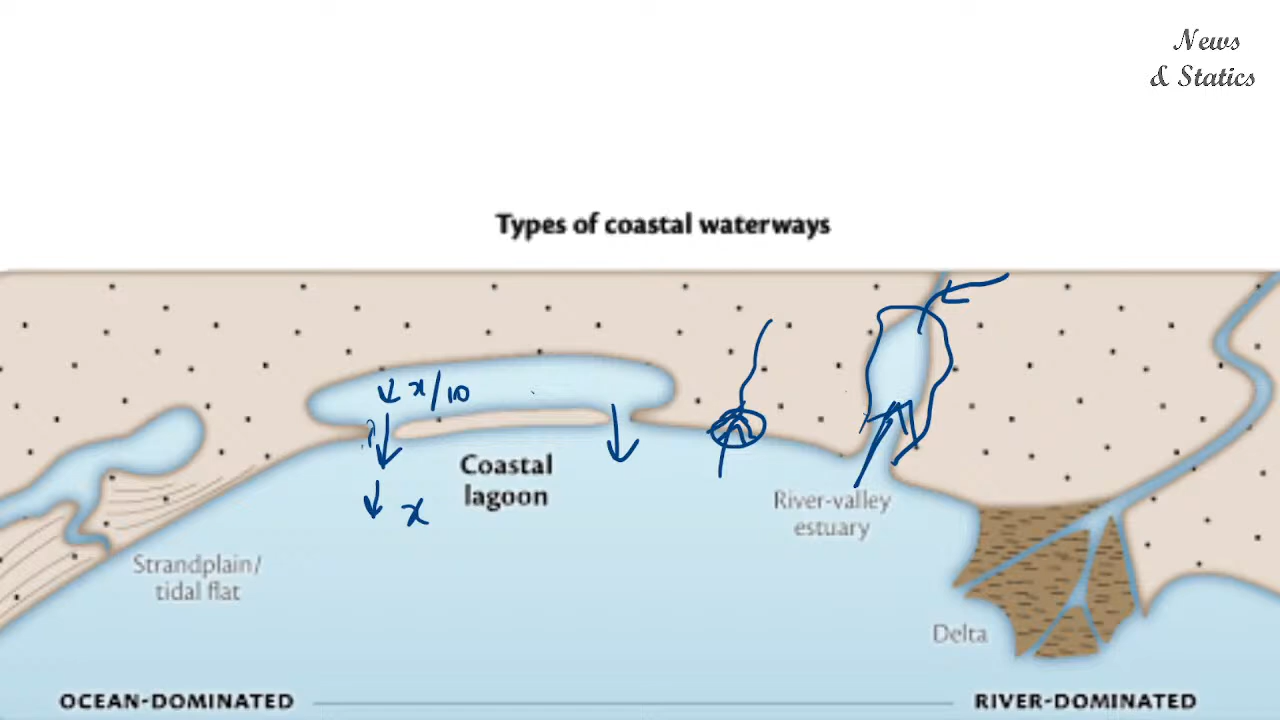 News
& Statics
Types of coastal waterways
x/10
Coastal
lagoon
x
River-valley
estuary
Strandplain/
tidal flat
Delta
OCEAN-DOMINATED
RIVER-DOMINATED